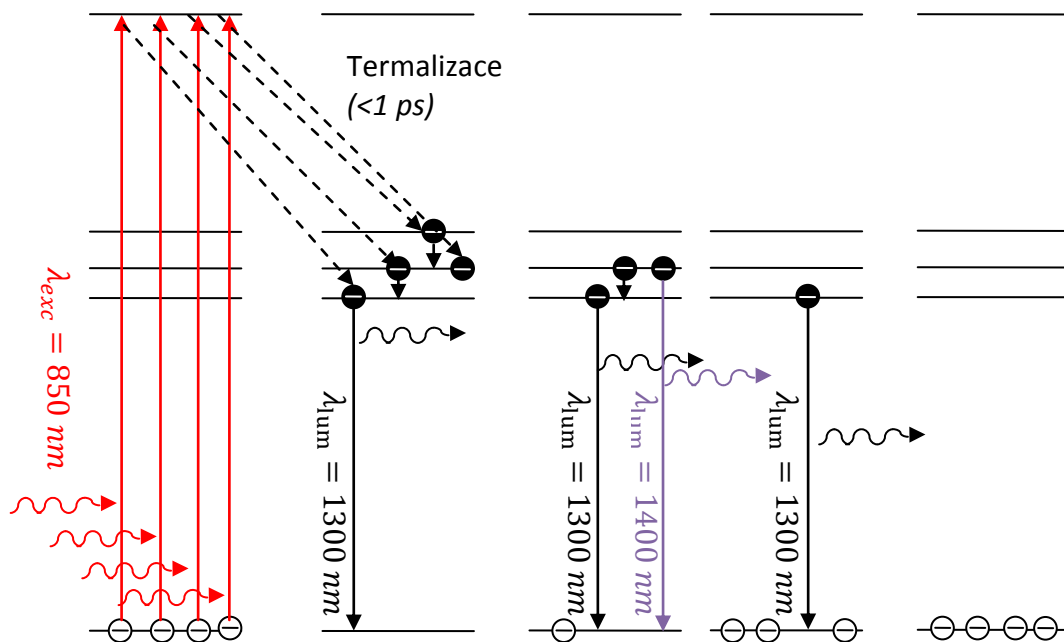 Termalizace
(<1 ps)
λexc = 850 nm
λlum = 1300 nm
λlum = 1300 nm
λlum = 1400 nm
λlum = 1300 nm